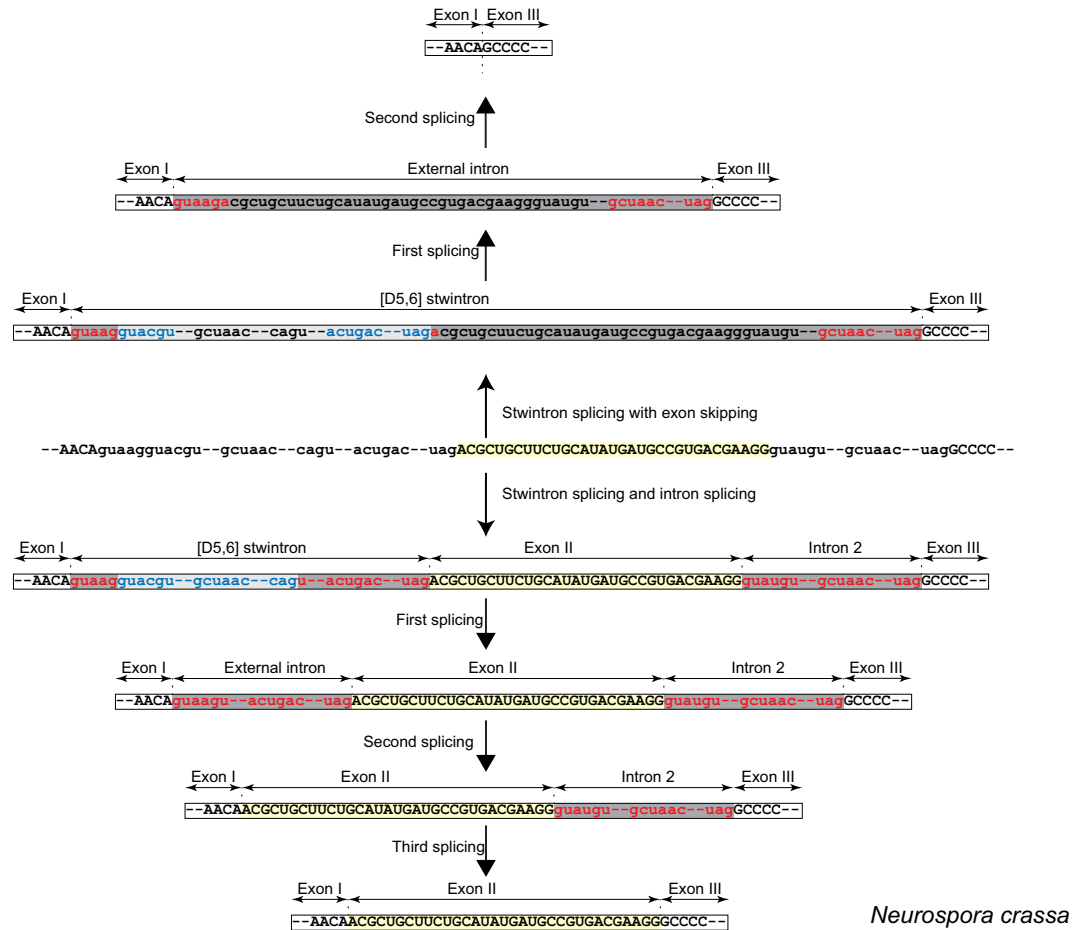 Exon I Exon III
--AACAGCCCC--
Second splicing
Exon I External intron Exon III
--AACAguaagacgcugcuucugcauaugaugccgugacgaaggguaugu--gcuaac--uagGCCCC--
First splicing
Exon I [D5,6] stwintron Exon III
--AACAguaagguacgu--gcuaac--cagu--acugac--uagacgcugcuucugcauaugaugccgugacgaaggguaugu--gcuaac--uagGCCCC--
Stwintron splicing with exon skipping
--AACAguaagguacgu--gcuaac--cagu--acugac--uagACGCUGCUUCUGCAUAUGAUGCCGUGACGAAGGguaugu--gcuaac--uagGCCCC--
Stwintron splicing and intron splicing
Exon I [D5,6] stwintron Exon II Intron 2 Exon III
--AACAguaagguacgu--gcuaac--cagu--acugac--uagACGCUGCUUCUGCAUAUGAUGCCGUGACGAAGGguaugu--gcuaac--uagGCCCC--
First splicing
Exon I External intron Exon II Intron 2 Exon III
--AACAguaagu--acugac--uagACGCUGCUUCUGCAUAUGAUGCCGUGACGAAGGguaugu--gcuaac--uagGCCCC--
Second splicing
Exon I Exon II Intron 2 Exon III
--AACAACGCUGCUUCUGCAUAUGAUGCCGUGACGAAGGguaugu--gcuaac--uagGCCCC--
Third splicing
Exon I Exon II Exon III
--AACAACGCUGCUUCUGCAUAUGAUGCCGUGACGAAGGGCCCC--
Neurospora crassa